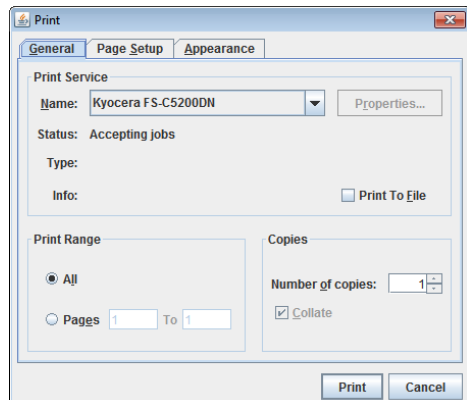 Print
General Page Setup Appearance
Print Service
Name: Kyocera FS-C5200DN Properties...
Status: Accepting jobs
Type:
Info: Print To File
Print Range Copies
All Number of copies: 1
Pages 1 To 1 Collate
Print Cancel